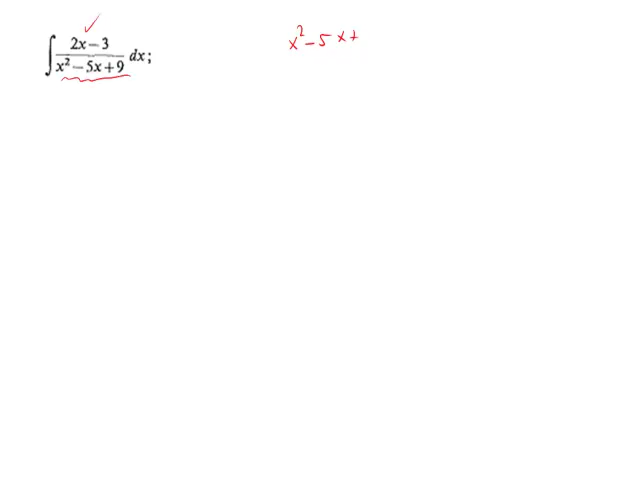 ∫ (2x − 3)/(x² − 5x + 9) dx;
x² − 5x +